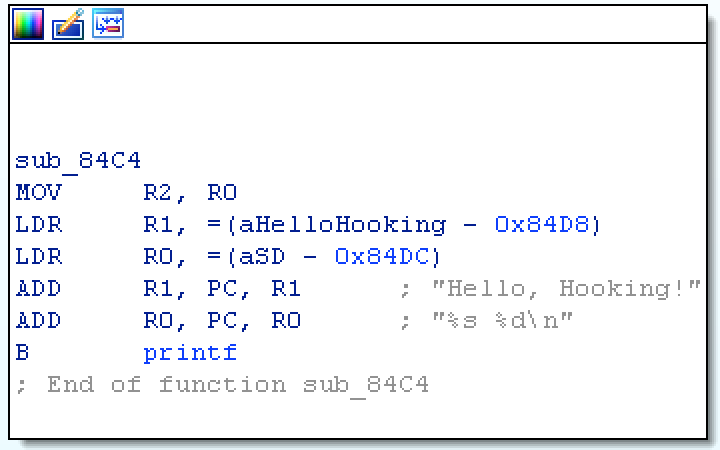 sub_84C4
MOV R2, R0
LDR R1, =(aHelloHooking - 0x84D8)
LDR R0, =(aSD - 0x84DC)
ADD R1, PC, R1 ; "Hello, Hooking!"
ADD R0, PC, R0 ; "%s %d\n"
B printf
; End of function sub_84C4